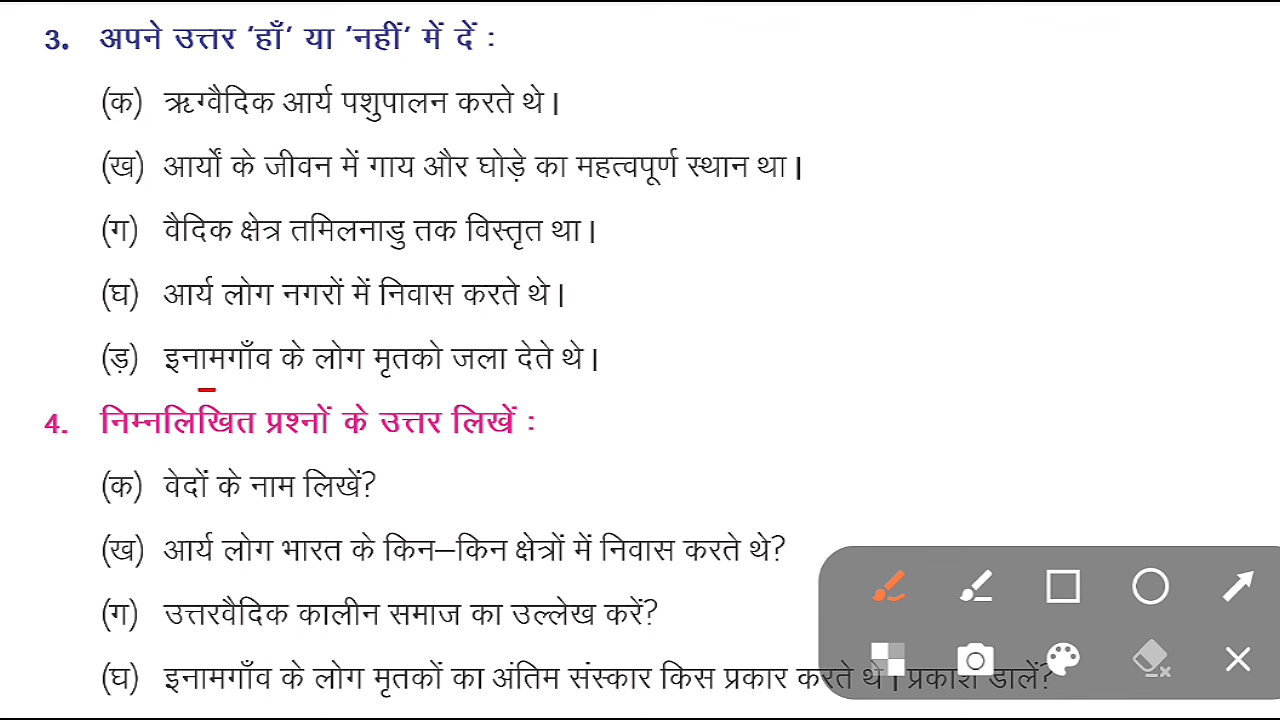 3. अपने उत्तर 'हाँ' या 'नहीं' में दें :
(क) ऋग्वैदिक आर्य पशुपालन करते थे।
(ख) आर्यों के जीवन में गाय और घोड़े का महत्वपूर्ण स्थान था।
(ग) वैदिक क्षेत्र तमिलनाडु तक विस्तृत था।
(घ) आर्य लोग नगरों में निवास करते थे।
(ड़) इनामगाँव के लोग मृतको जला देते थे।
4. निम्नलिखित प्रश्नों के उत्तर लिखें :
(क) वेदों के नाम लिखें?
(ख) आर्य लोग भारत के किन–किन क्षेत्रों में निवास करते थे?
(ग) उत्तरवैदिक कालीन समाज का उल्लेख करें?
(घ) इनामगाँव के लोग मृतकों का अंतिम संस्कार किस प्रकार करते थे। प्रकाश डालें?